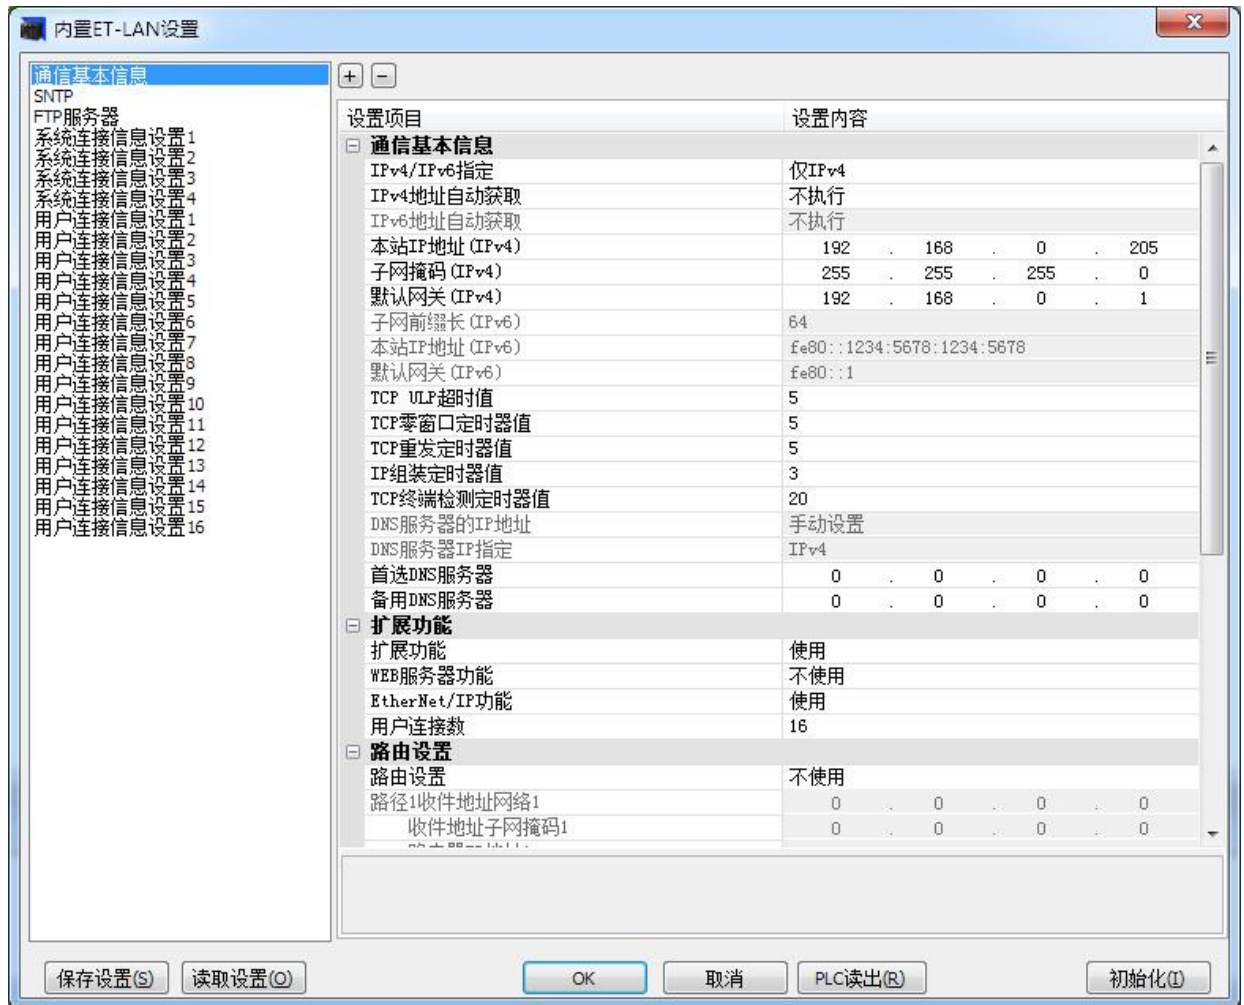 内置ET-LAN设置
通信基本信息
SNTP
FTP服务器
系统连接信息设置1
系统连接信息设置2
系统连接信息设置3
系统连接信息设置4
用户连接信息设置1
用户连接信息设置2
用户连接信息设置3
用户连接信息设置4
用户连接信息设置5
用户连接信息设置6
用户连接信息设置7
用户连接信息设置8
用户连接信息设置9
用户连接信息设置10
用户连接信息设置11
用户连接信息设置12
用户连接信息设置13
用户连接信息设置14
用户连接信息设置15
用户连接信息设置16
设置项目 设置内容
通信基本信息
IPv4/IPv6指定 仅IPv4
IPv4地址自动获取 不执行
IPv6地址自动获取 不执行
本站IP地址(IPv4) 192 . 168 . 0 . 205
子网掩码(IPv4) 255 . 255 . 255 . 0
默认网关(IPv4) 192 . 168 . 0 . 1
子网前缀长(IPv6) 64
本站IP地址(IPv6) fe80::1234:5678:1234:5678
默认网关(IPv6) fe80::1
TCP ULP超时值 5
TCP零窗口定时器值 5
TCP重发定时器值 5
IP组装定时器值 3
TCP终端检测定时器值 20
DNS服务器的IP地址 手动设置
DNS服务器IP指定 IPv4
首选DNS服务器 0 . 0 . 0 . 0
备用DNS服务器 0 . 0 . 0 . 0
扩展功能
扩展功能 使用
WEB服务器功能 不使用
EtherNet/IP功能 使用
用户连接数 16
路由设置
路由设置 不使用
路径1收件地址网络1 0 . 0 . 0 . 0
收件地址子网掩码1 0 . 0 . 0 . 0
保存设置(S) 读取设置(O) OK 取消 PLC读出(R) 初始化(I)